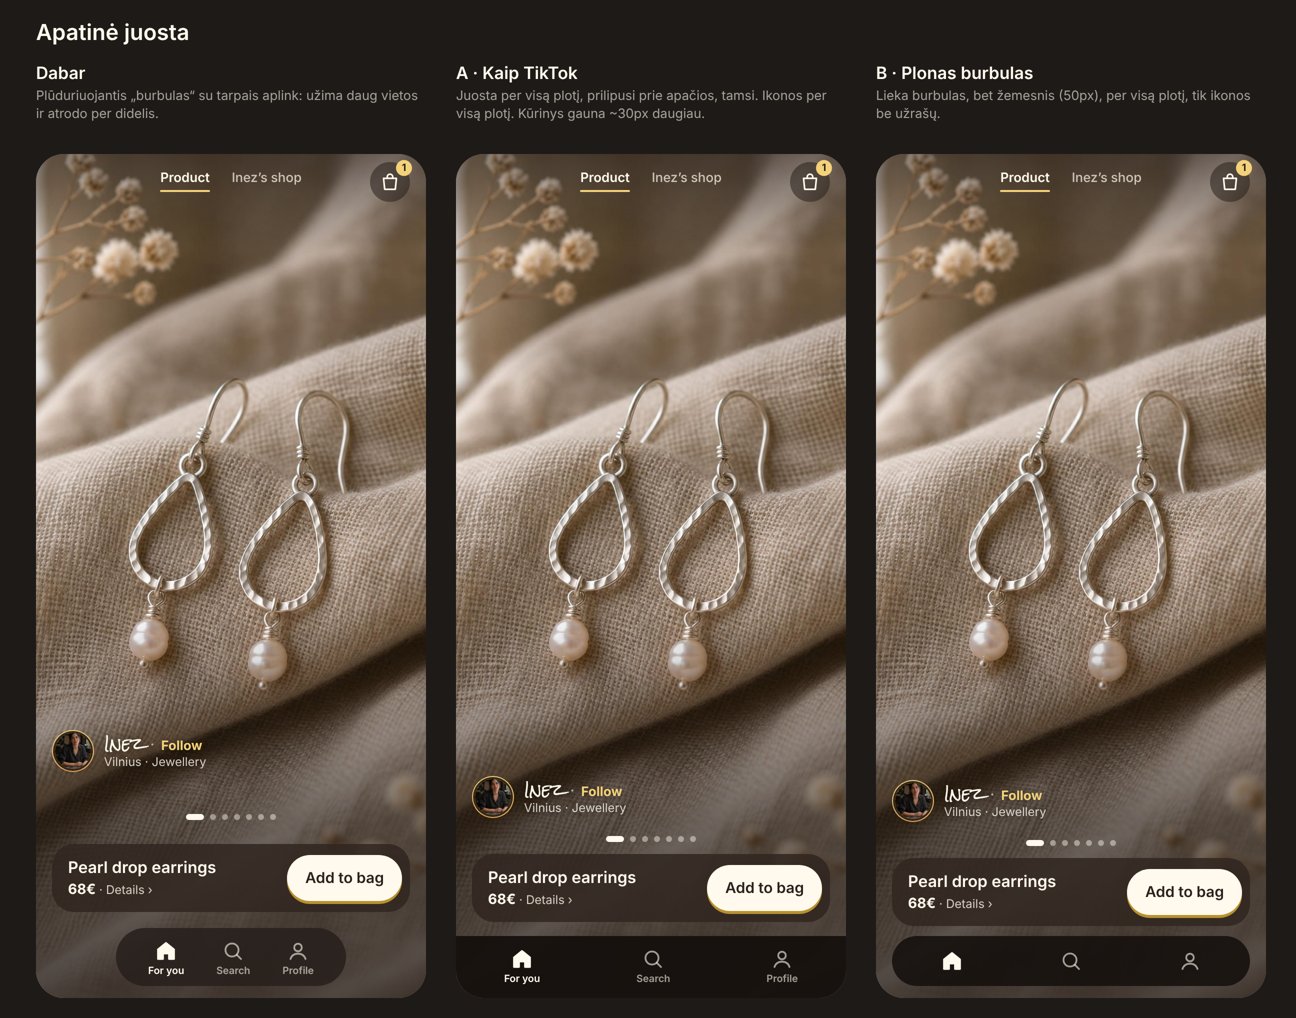 Apatinė juosta
Dabar
Plūduriuojantis „burbulas“ su tarpais aplink: užima daug vietos
ir atrodo per didelis.
A · Kaip TikTok
Juosta per visą plotį, prilipusi prie apačios, tamsi. Ikonos per
visą plotį. Kūrinys gauna ~30px daugiau.
B · Plonas burbulas
Lieka burbulas, bet žemesnis (50px), per visą plotį, tik ikonos
be užrašų.
Product Inez’s shop 1
Inez · Follow
Vilnius · Jewellery
Pearl drop earrings
68€ · Details ›
Add to bag
For you Search Profile
Product Inez’s shop 1
Inez · Follow
Vilnius · Jewellery
Pearl drop earrings
68€ · Details ›
Add to bag
For you Search Profile
Product Inez’s shop 1
Inez · Follow
Vilnius · Jewellery
Pearl drop earrings
68€ · Details ›
Add to bag